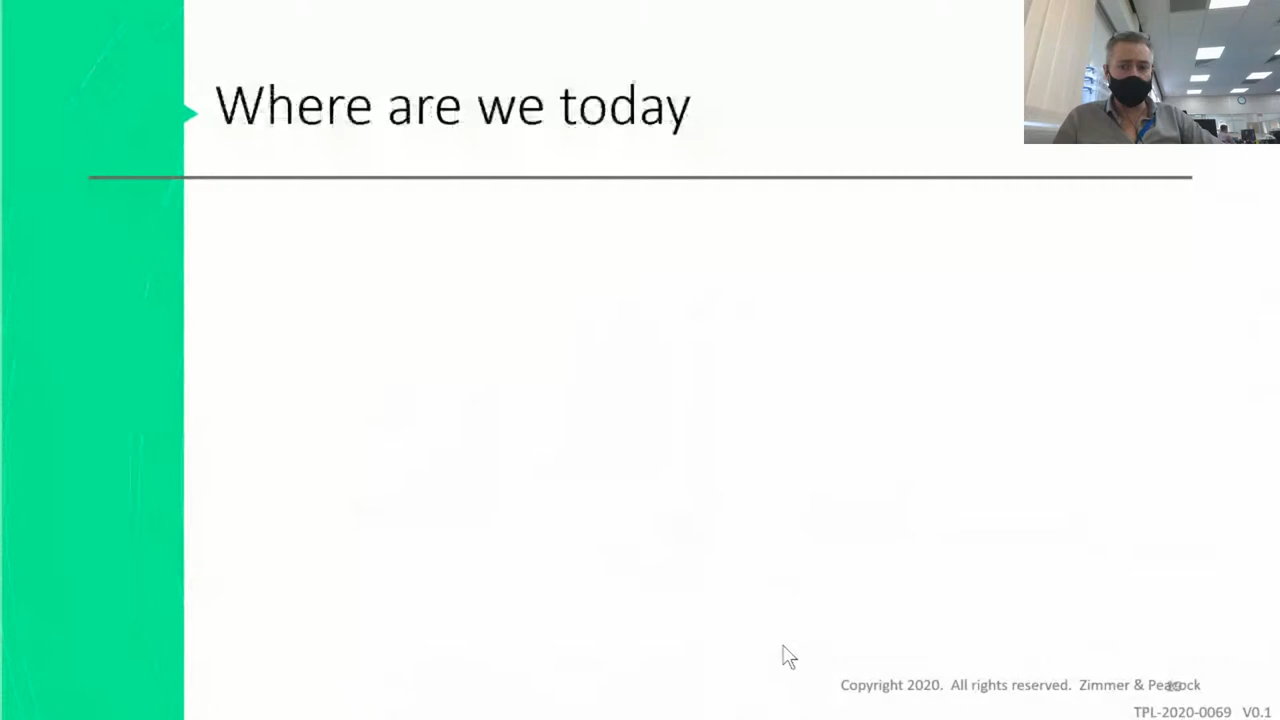 Where are we today
Copyright 2020. All rights reserved. Zimmer & Peacock
TPL-2020-0069 V0.1